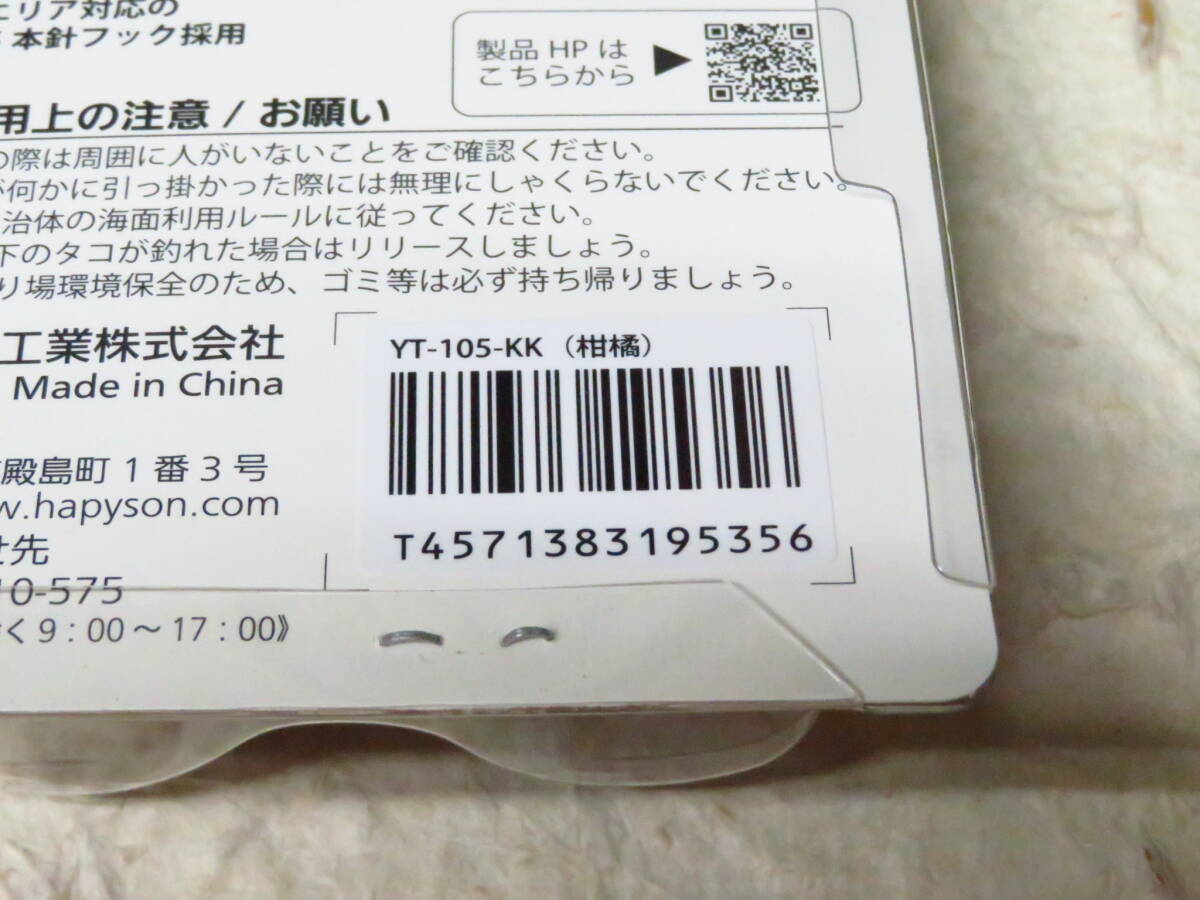 エリア対応の
本針フック採用
製品 HP は
こちらから
用上の注意 / お願い
の際は周囲に人がいないことをご確認ください。
が何かに引っ掛かった際には無理にしゃくらないでください。
治体の海面利用ルールに従ってください。
下のタコが釣れた場合はリリースしましょう。
り場環境保全のため、ゴミ等は必ず持ち帰りましょう。
工業株式会社
Made in China
殿島町 1 番 3 号
w.hapyson.com
せ先
10-575
く 9 : 00 ～ 17 : 00》
YT-105-KK（柑橘）
T4571383195356